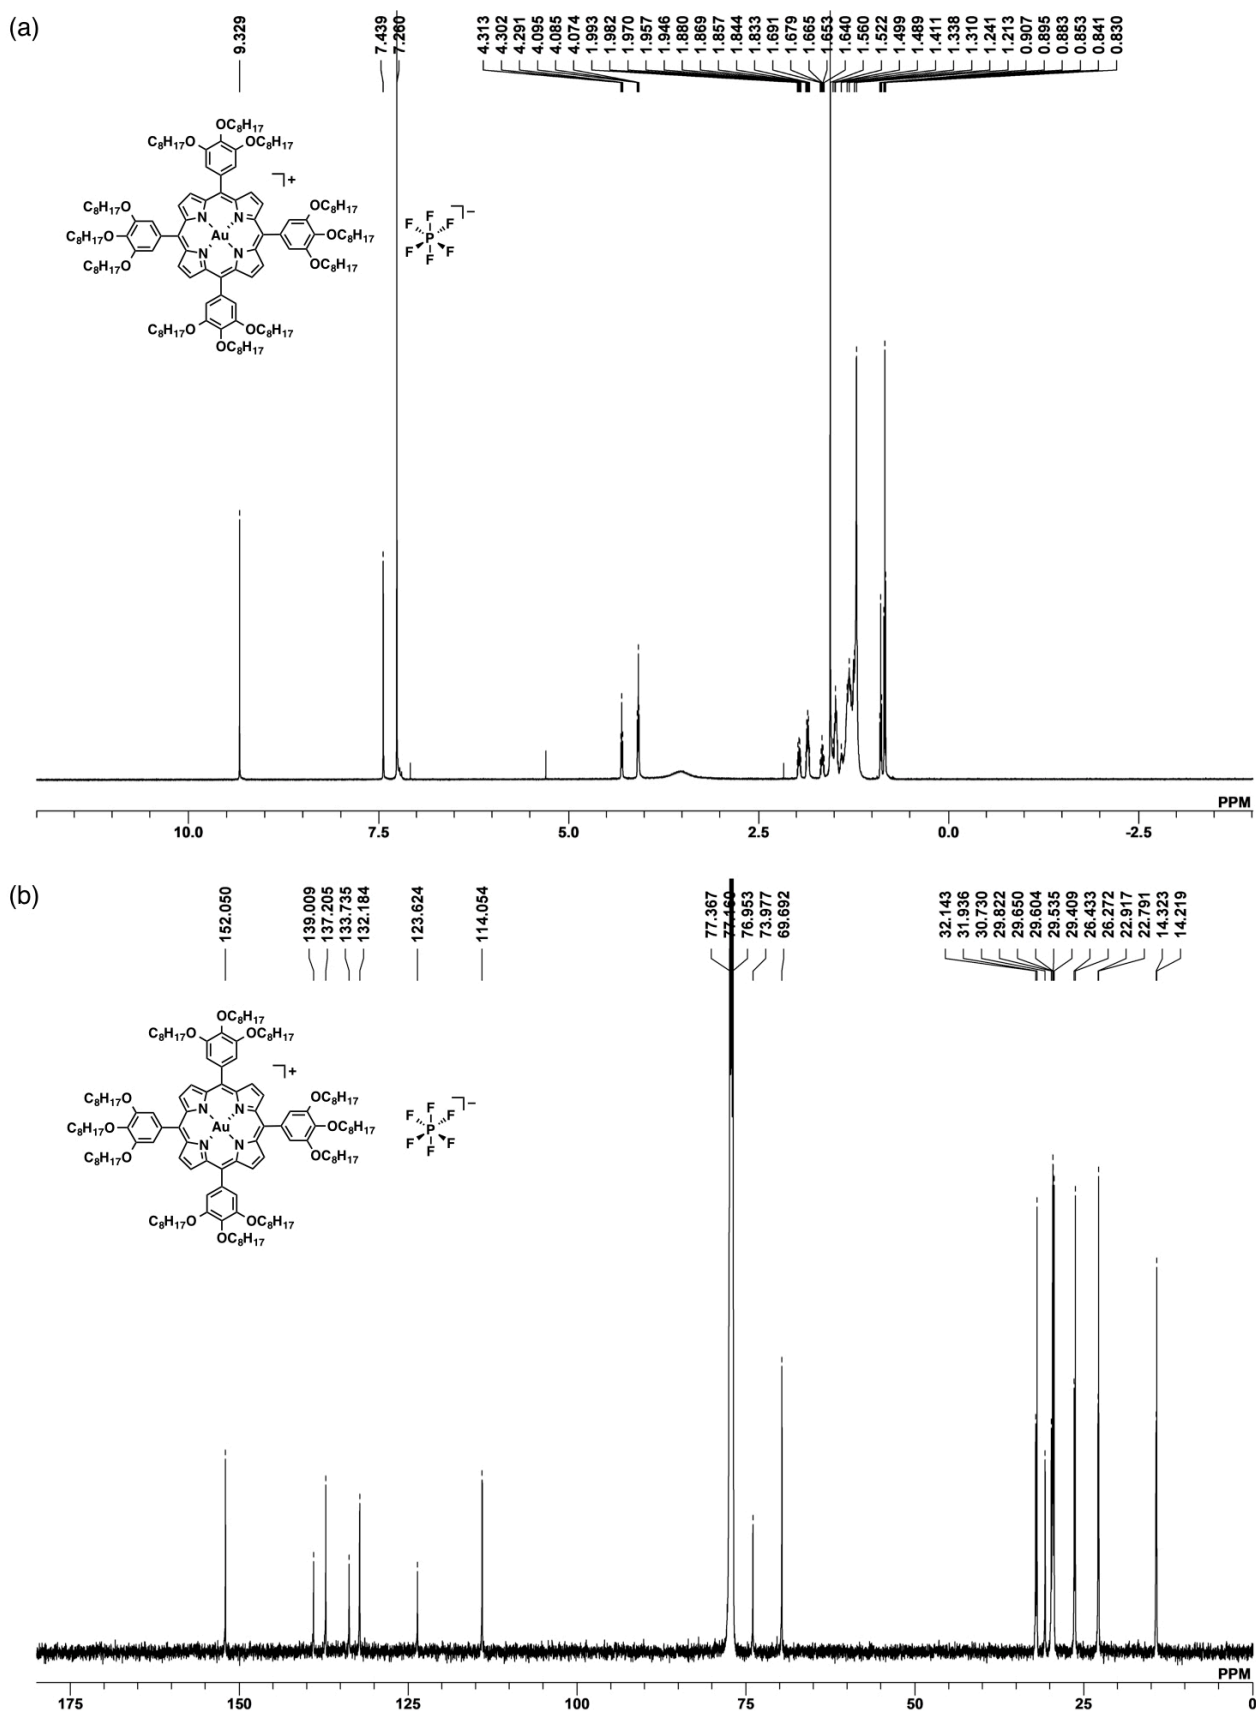 (a)
9.329
7.439
7.260
4.313
4.302
4.291
4.095
4.085
4.074
1.993
1.982
1.970
1.957
1.946
1.880
1.869
1.857
1.844
1.833
1.691
1.679
1.665
1.653
1.640
1.560
1.522
1.499
1.489
1.411
1.338
1.310
1.241
1.213
0.907
0.895
0.883
0.853
0.841
0.830
OC₈H₁₇
C₈H₁₇O OC₈H₁₇
⁠+
C₈H₁₇O OC₈H₁₇
C₈H₁₇O OC₈H₁₇
C₈H₁₇O OC₈H₁₇
N N
Au
N N
F
F F
P
F F
F
−
C₈H₁₇O OC₈H₁₇
OC₈H₁₇
PPM
10.0 7.5 5.0 2.5 0.0 -2.5
(b)
152.050
139.009
137.205
133.735
132.184
123.624
114.054
77.367
77.160
76.953
73.977
69.692
32.143
31.936
30.730
29.822
29.650
29.604
29.535
29.409
26.433
26.272
22.917
22.791
14.323
14.219
OC₈H₁₇
C₈H₁₇O OC₈H₁₇
+
C₈H₁₇O OC₈H₁₇
C₈H₁₇O OC₈H₁₇
C₈H₁₇O OC₈H₁₇
N N
Au
N N
F
F F
P
F F
F
−
C₈H₁₇O OC₈H₁₇
OC₈H₁₇
PPM
175 150 125 100 75 50 25 0